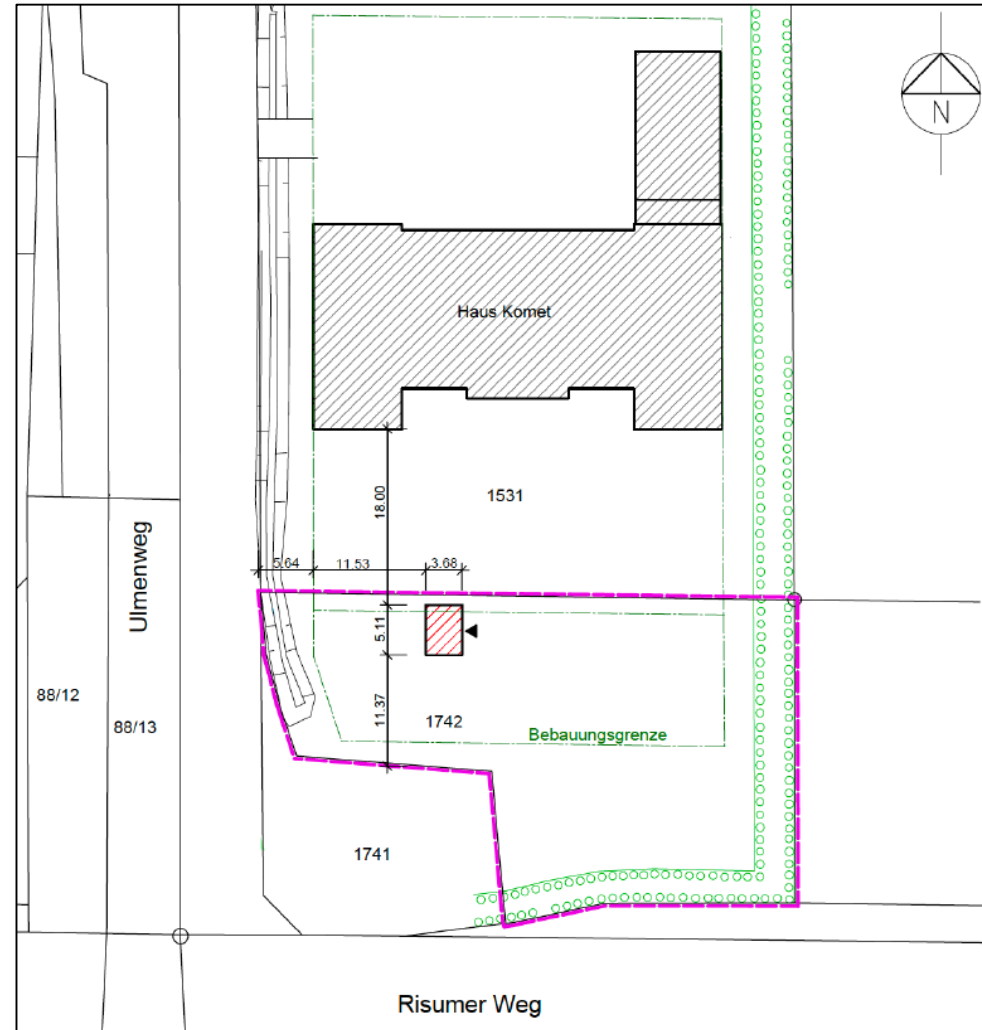 N
Haus Komet
18.00
1531
Ulmenweg
5.64
11.53
3.68
5.11
88/12
88/13
11.37
1742
Bebauungsgrenze
1741
Risumer Weg